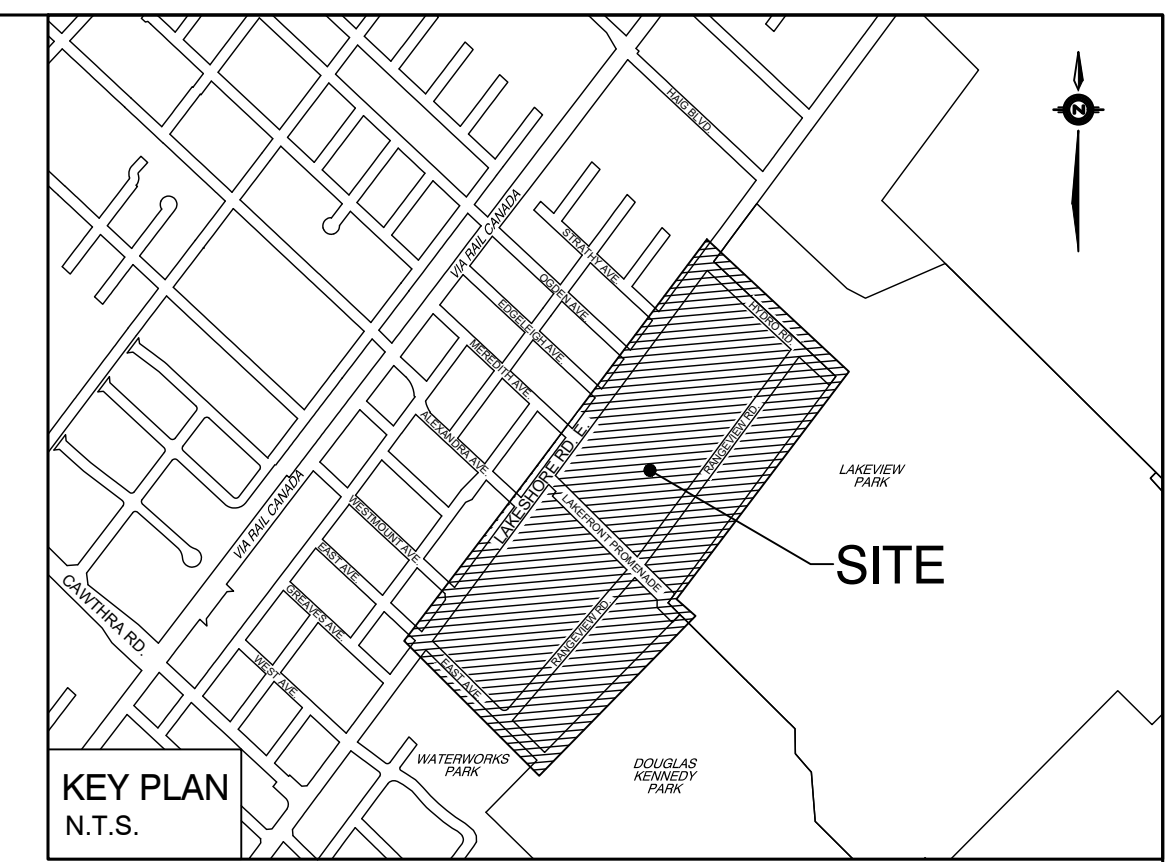 HAIG BLVD.
N
VIA RAIL CANADA
STRATHY AVE.
OGDEN AVE.
EDGELEIGH AVE.
MEREDITH AVE.
HYDRO RD.
ALEXANDRA AVE.
LAKESHORE RD. E.
RANGEVIEW RD.
LAKEVIEW
PARK
VIA RAIL CANADA
WESTMOUNT AVE.
LAKEFRONT PROMENADE
SITE
EAST AVE.
CAWTHRA RD.
GREAVES AVE.
RANGEVIEW RD.
WEST AVE.
EAST AVE.
WATERWORKS
PARK
DOUGLAS
KENNEDY
PARK
KEY PLAN
N.T.S.